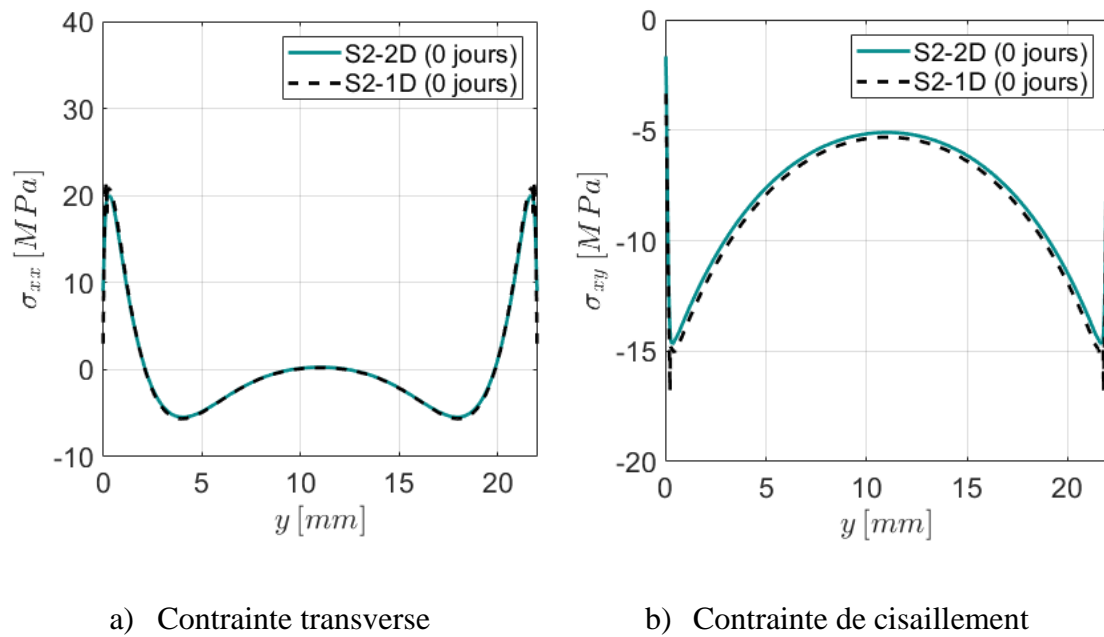 40
30
20
10
0
-10
σxx [MPa]
S2-2D (0 jours)
S2-1D (0 jours)
0 5 10 15 20
y [mm]
0
-5
-10
-15
-20
σxy [MPa]
S2-2D (0 jours)
S2-1D (0 jours)
0 5 10 15 20
y [mm]
a) Contrainte transverse
b) Contrainte de cisaillement